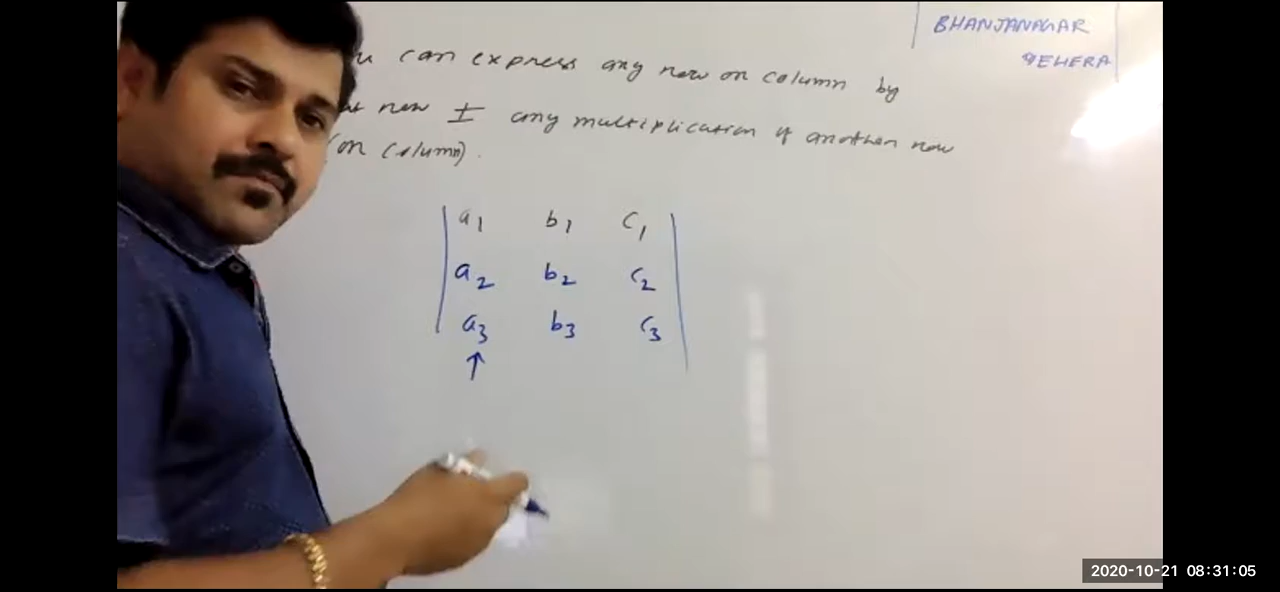 BHANJANAGAR
BEHERA
can express any row or column by
row ± any multiplication of another row
(or column).
a1 b1 c1
a2 b2 c2
a3 b3 c3
↑
2020-10-21 08:31:05